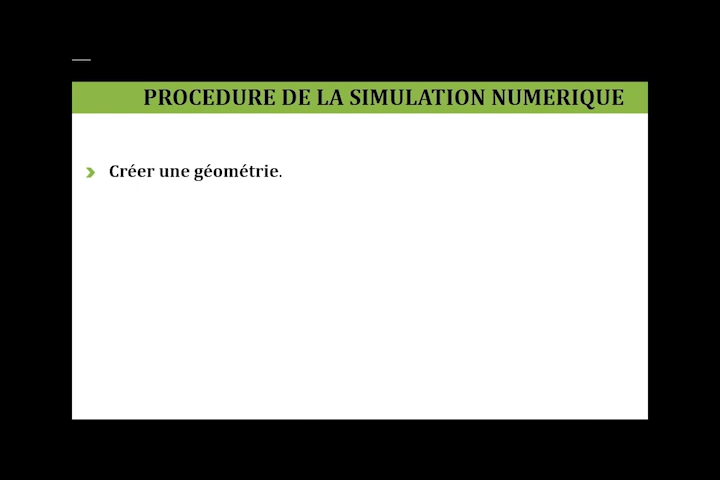 PROCEDURE DE LA SIMULATION NUMERIQUE
Créer une géométrie.